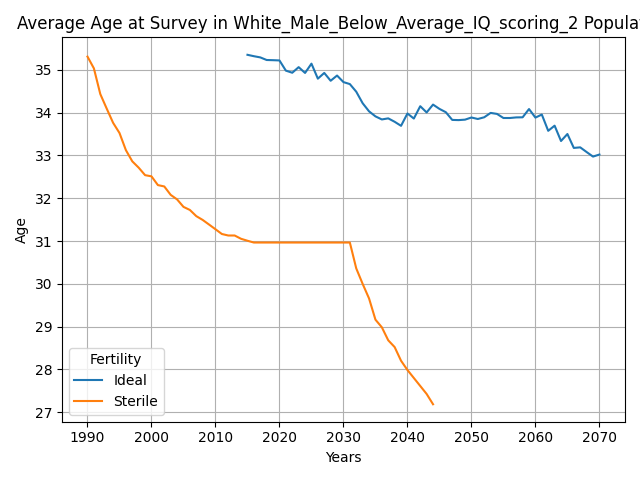 Average Age at Survey in White_Male_Below_Average_IQ_scoring_2 Popula
35
34
33
32
31
30
29
28
27
Age
Fertility
Ideal
Sterile
1990 2000 2010 2020 2030 2040 2050 2060 2070
Years